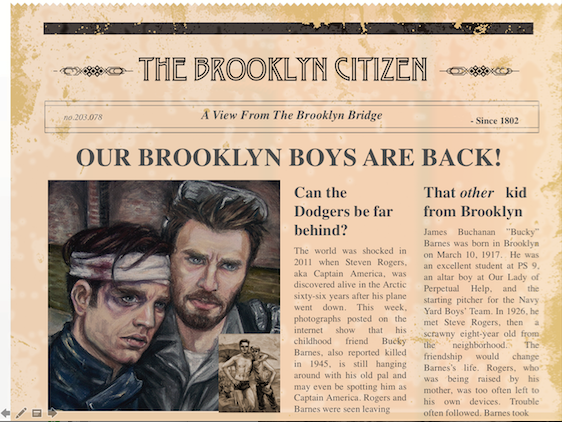 THE BROOKLYN CITIZEN
no.203.078
A View From The Brooklyn Bridge
- Since 1802
OUR BROOKLYN BOYS ARE BACK!
Can the
Dodgers be far
behind?
The world was shocked in
2011 when Steven Rogers,
aka Captain America, was
discovered alive in the Arctic
sixty-six years after his plane
went down. This week,
photographs posted on the
internet show that his
childhood friend Bucky
Barnes, also reported killed
in 1945, is still hanging
around with his old pal and
may even be spotting him as
Captain America. Rogers and
Barnes were seen leaving
That other kid
from Brooklyn
James Buchanan "Bucky"
Barnes was born in Brooklyn
on March 10, 1917. He was
an excellent student at PS 9,
an altar boy at Our Lady of
Perpetual Help, and the
starting pitcher for the Navy
Yard Boys' Team. In 1926, he
met Steve Rogers, then a
scrawny eight-year old from
the neighborhood. The
friendship would change
Barnes's life. Rogers, who
was being raised by his
mother, was too often left to
his own devices. Trouble
often followed. Barnes took